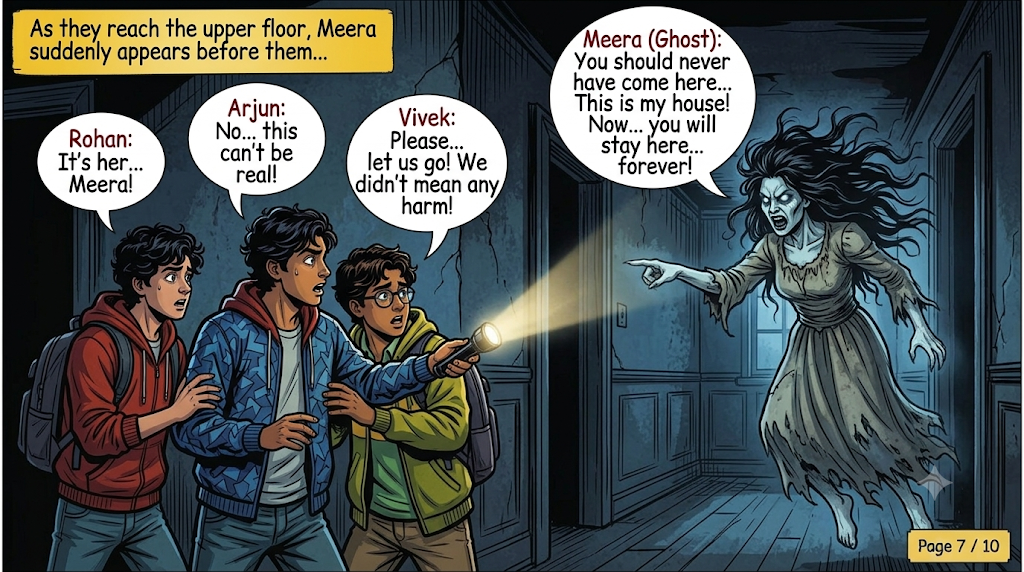 As they reach the upper floor, Meera
suddenly appears before them...
Rohan:
It's her...
Meera!
Arjun:
No... this
can't be
real!
Vivek:
Please...
let us go! We
didn't mean any
harm!
Meera (Ghost):
You should never
have come here...
This is my house!
Now... you will
stay here...
forever!
Page 7 / 10